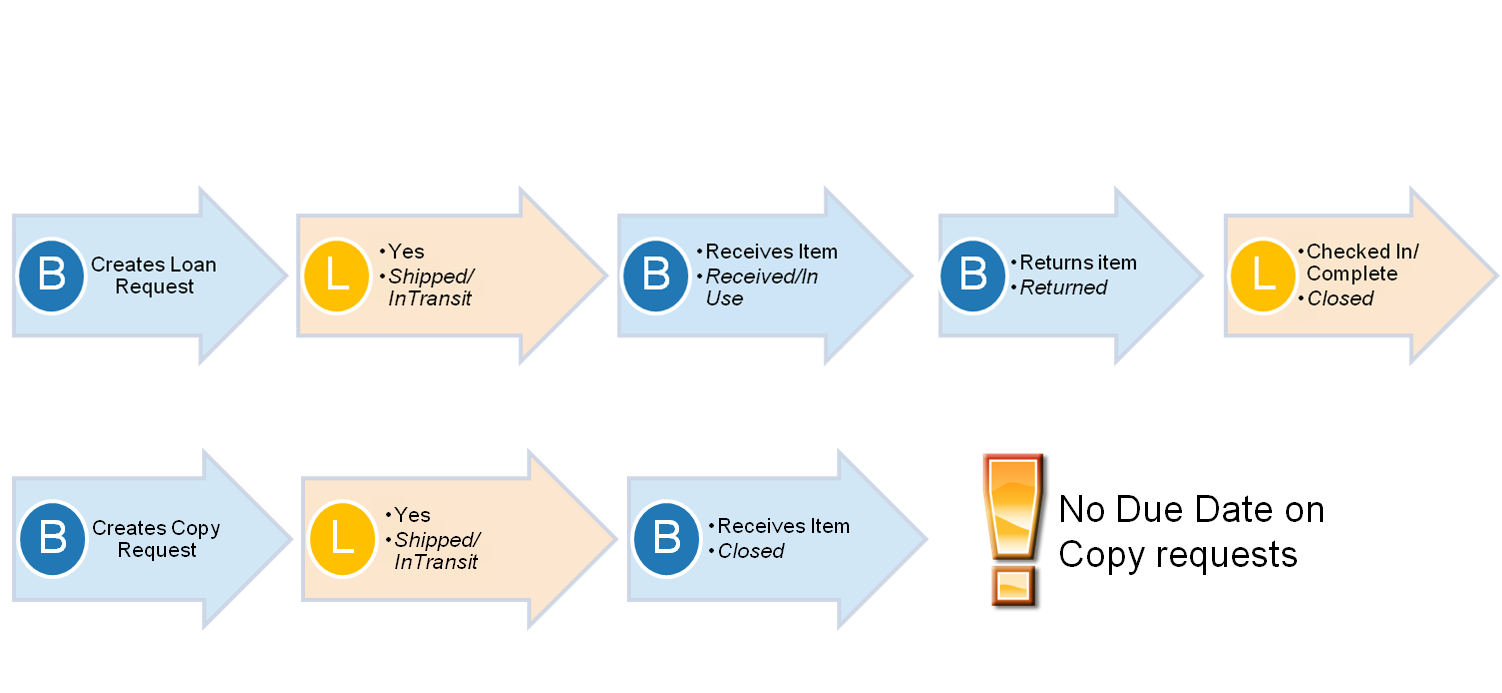 B
Creates Loan
Request
L
•Yes
•Shipped/
InTransit
B
•Receives Item
•Received/In
Use
B
•Returns item
•Returned
L
•Checked In/
Complete
•Closed
B
Creates Copy
Request
L
•Yes
•Shipped/
InTransit
B
•Receives Item
•Closed
No Due Date on
Copy requests